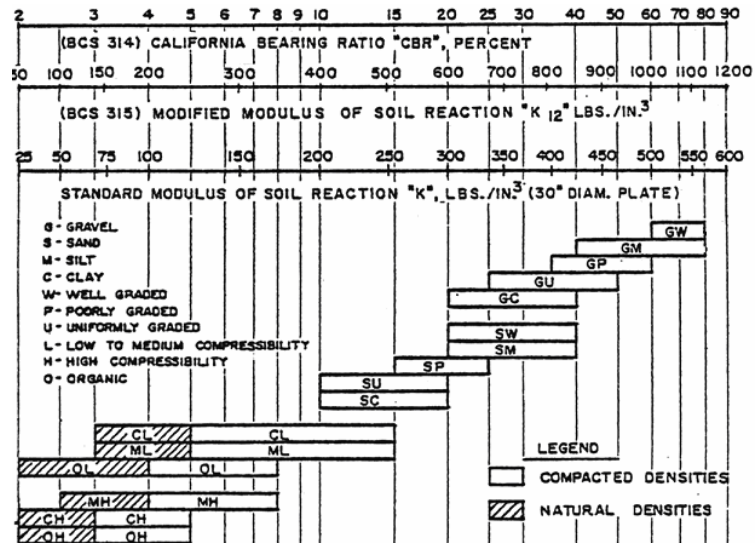 2 3 4 5 6 7 8 9 10 15 20 25 30 40 50 60 70 80 90
(BCS 314) CALIFORNIA BEARING RATIO "CBR", PERCENT
50 100 150 200 300 400 500 600 700 800 900 1000 1100 1200
(BCS 315) MODIFIED MODULUS OF SOIL REACTION "K 12" LBS./IN.³
25 50 75 100 150 200 250 300 350 400 450 500 550 600
STANDARD MODULUS OF SOIL REACTION "K", LBS./IN.³ (30" DIAM. PLATE)
G - GRAVEL
S - SAND
M - SILT
C - CLAY
W - WELL GRADED
P - POORLY GRADED
U - UNIFORMLY GRADED
L - LOW TO MEDIUM COMPRESSIBILITY
H - HIGH COMPRESSIBILITY
O - ORGANIC
GW
GM
GP
GU
GC
SW
SM
SP
SU
SC
CL CL
ML ML
OL OL
MH MH
CH CH
OH OH
LEGEND
COMPACTED DENSITIES
NATURAL DENSITIES